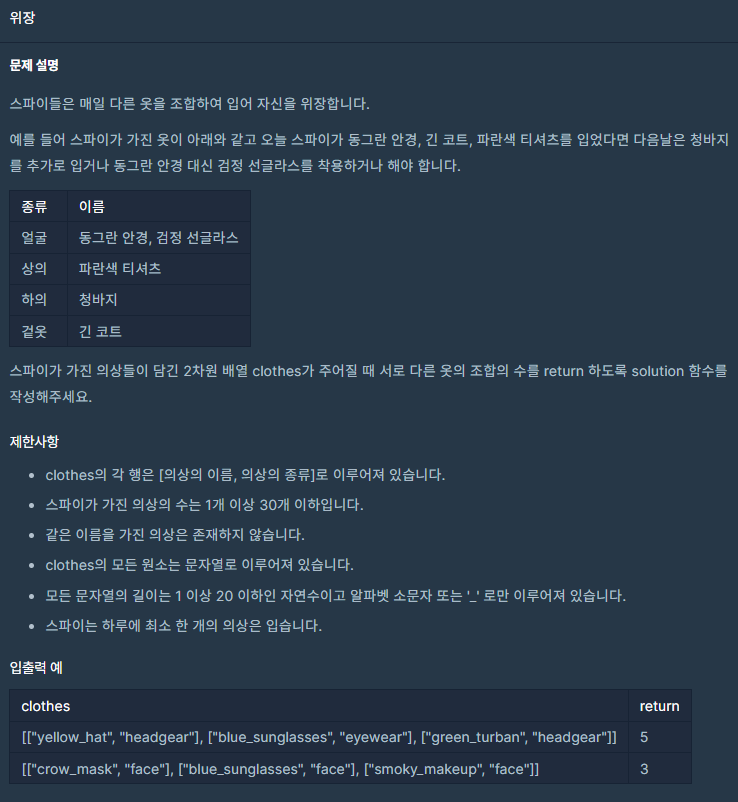 위장
문제 설명
스파이들은 매일 다른 옷을 조합하여 입어 자신을 위장합니다.
예를 들어 스파이가 가진 옷이 아래와 같고 오늘 스파이가 동그란 안경, 긴 코트, 파란색 티셔츠를 입었다면 다음날은 청바지
를 추가로 입거나 동그란 안경 대신 검정 선글라스를 착용하거나 해야 합니다.
종류 이름
얼굴 동그란 안경, 검정 선글라스
상의 파란색 티셔츠
하의 청바지
겉옷 긴 코트
스파이가 가진 의상들이 담긴 2차원 배열 clothes가 주어질 때 서로 다른 옷의 조합의 수를 return 하도록 solution 함수를
작성해주세요.
제한사항
• clothes의 각 행은 [의상의 이름, 의상의 종류]로 이루어져 있습니다.
• 스파이가 가진 의상의 수는 1개 이상 30개 이하입니다.
• 같은 이름을 가진 의상은 존재하지 않습니다.
• clothes의 모든 원소는 문자열로 이루어져 있습니다.
• 모든 문자열의 길이는 1 이상 20 이하인 자연수이고 알파벳 소문자 또는 '_' 로만 이루어져 있습니다.
• 스파이는 하루에 최소 한 개의 의상은 입습니다.
입출력 예
clothes return
[["yellow_hat", "headgear"], ["blue_sunglasses", "eyewear"], ["green_turban", "headgear"]] 5
[["crow_mask", "face"], ["blue_sunglasses", "face"], ["smoky_makeup", "face"]] 3